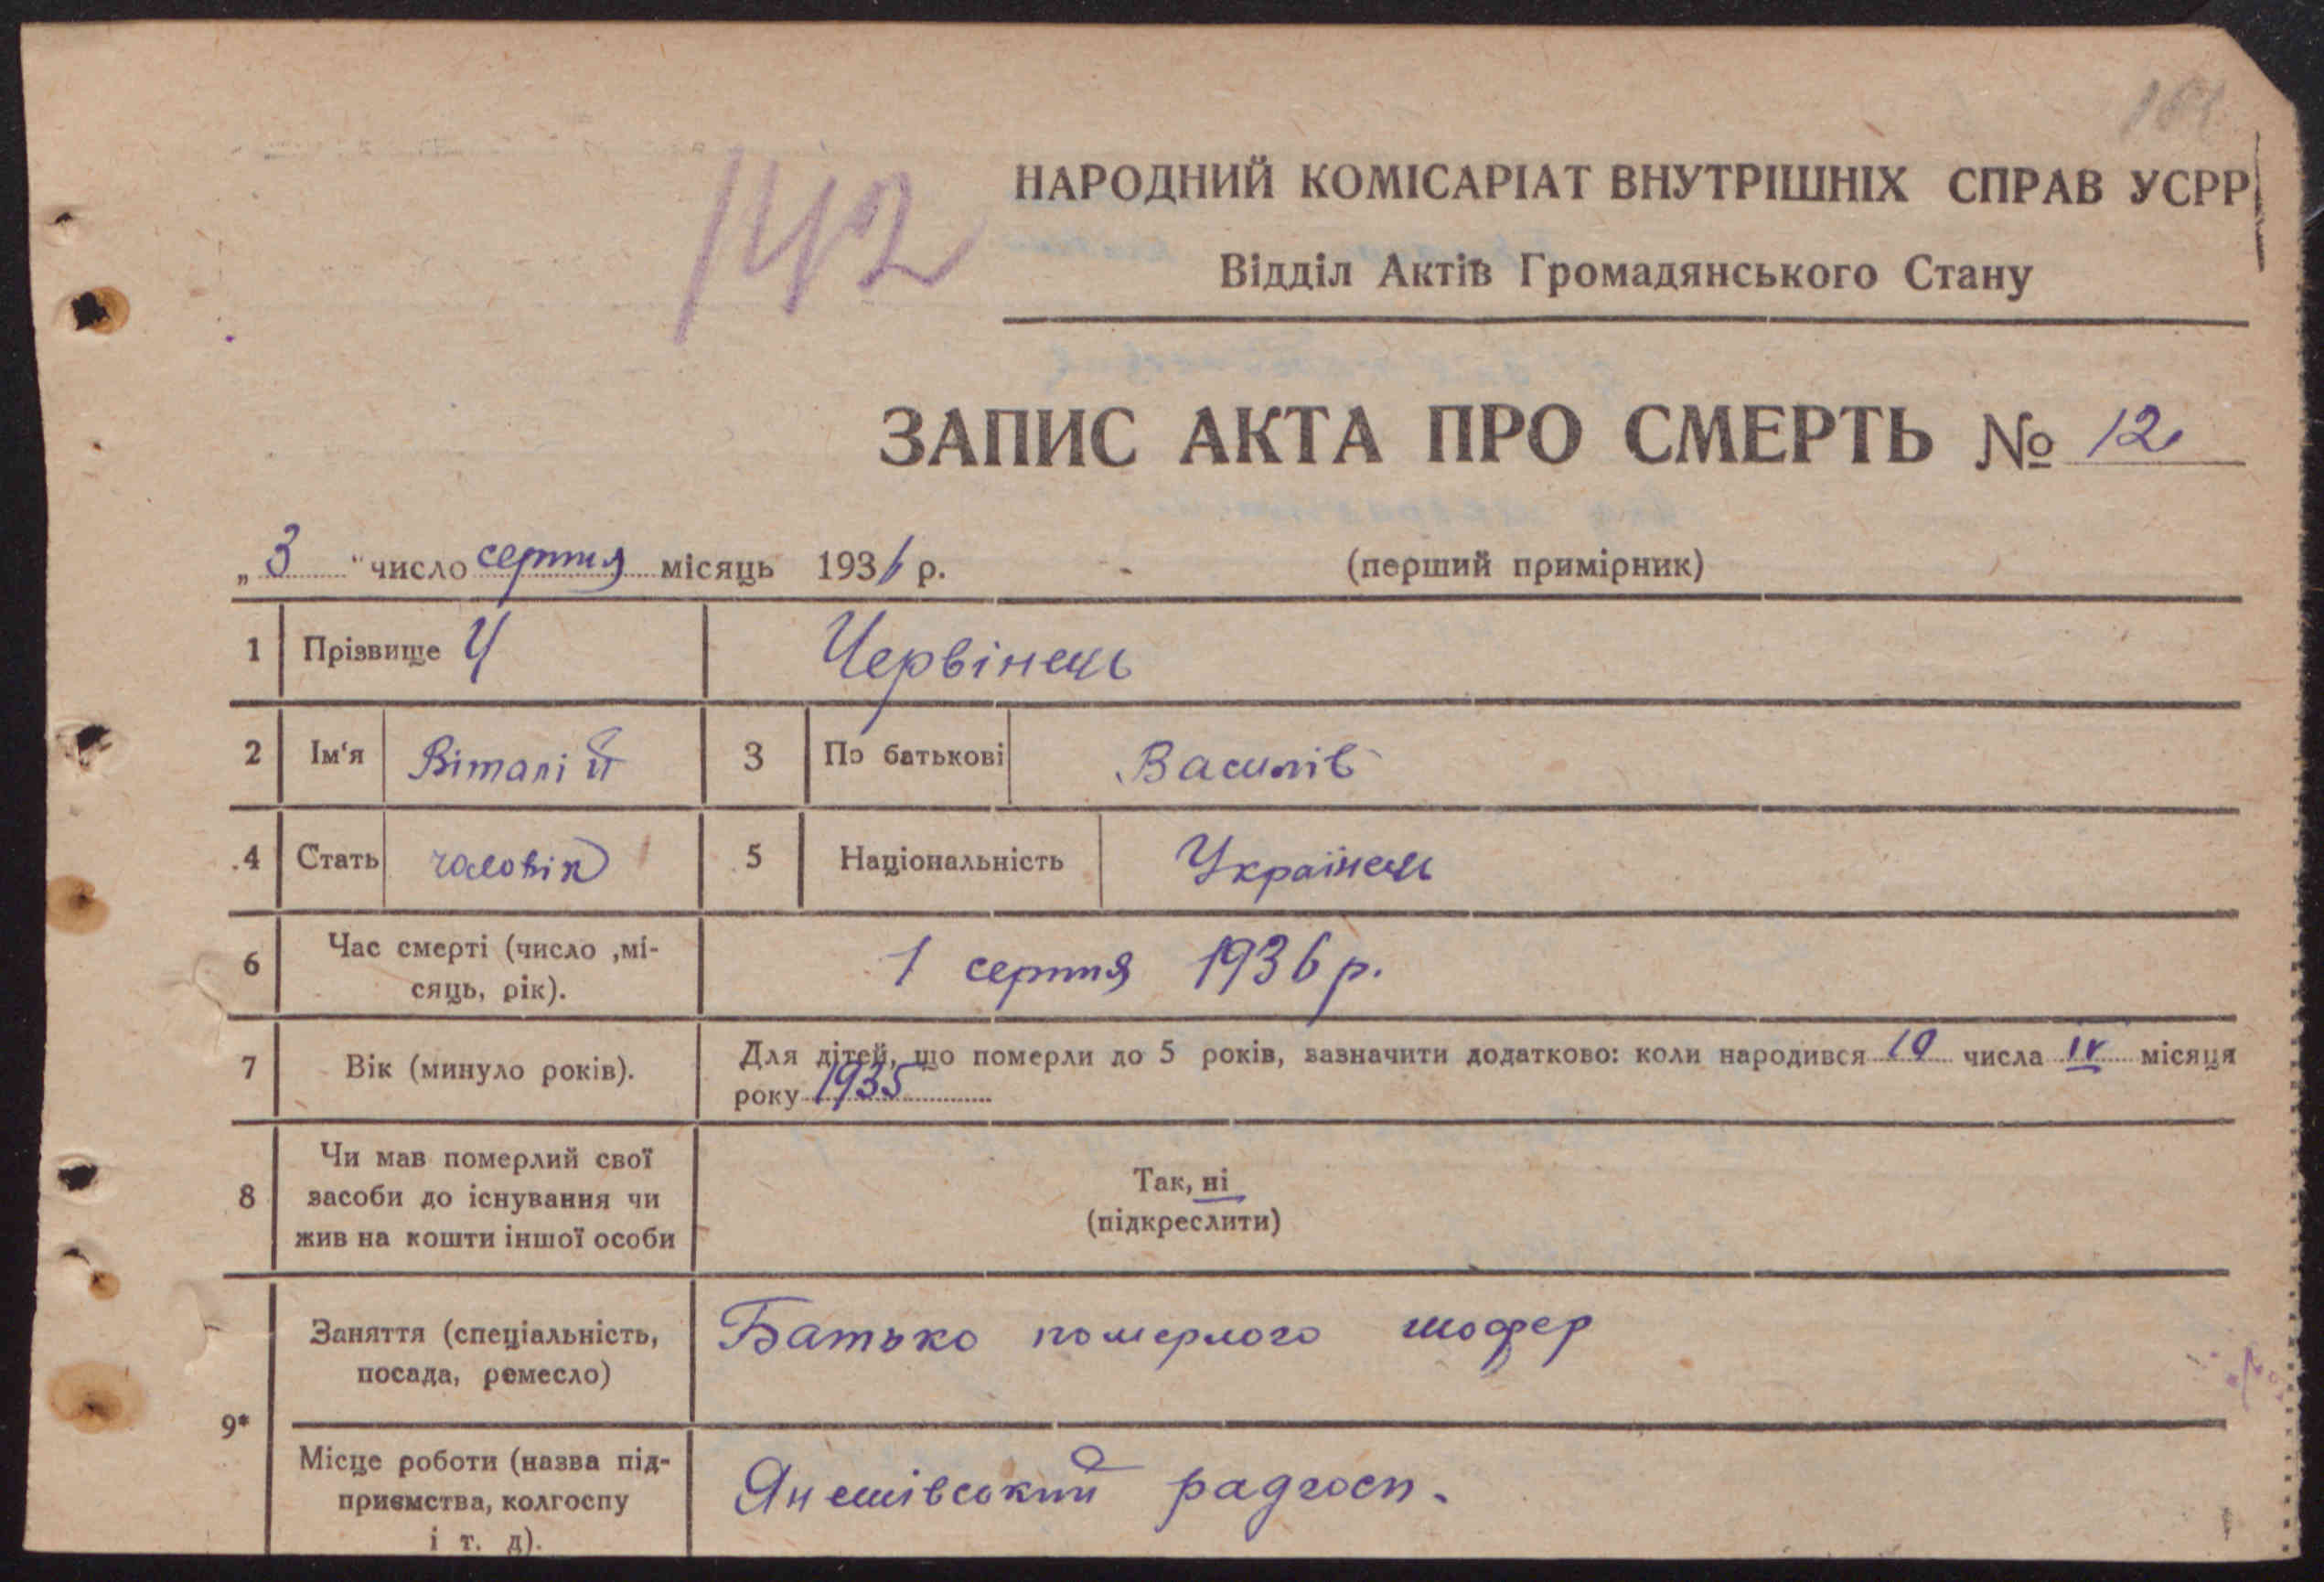 142
НАРОДНИЙ КОМІСАРІАТ ВНУТРІШНІХ СПРАВ УСРР
Відділ Актів Громадянського Стану
ЗАПИС АКТА ПРО СМЕРТЬ № 12
„ 3 " число серпня місяць 1936 р. (перший примірник)
1 Прізвище Ч Червінець
2 Ім'я Віталій 3 По батькові Василів
4 Стать чоловік 5 Національність Українець
6 Час смерті (число ,мі-
сяць, рік). 1 серпня 1936 р.
7 Вік (минуло років). Для дітей, що померли до 5 років, зазначити додатково: коли народився 10 числа IV місяця
року 1935
8 Чи мав померлий свої
засоби до існування чи
жив на кошти іншої особи
Так, ні
(підкреслити)
9* Заняття (спеціальність,
посада, ремесло)
Батько померлого шофер
Місце роботи (назва під-
приємства, колгоспу
і т. д).
радгосп.